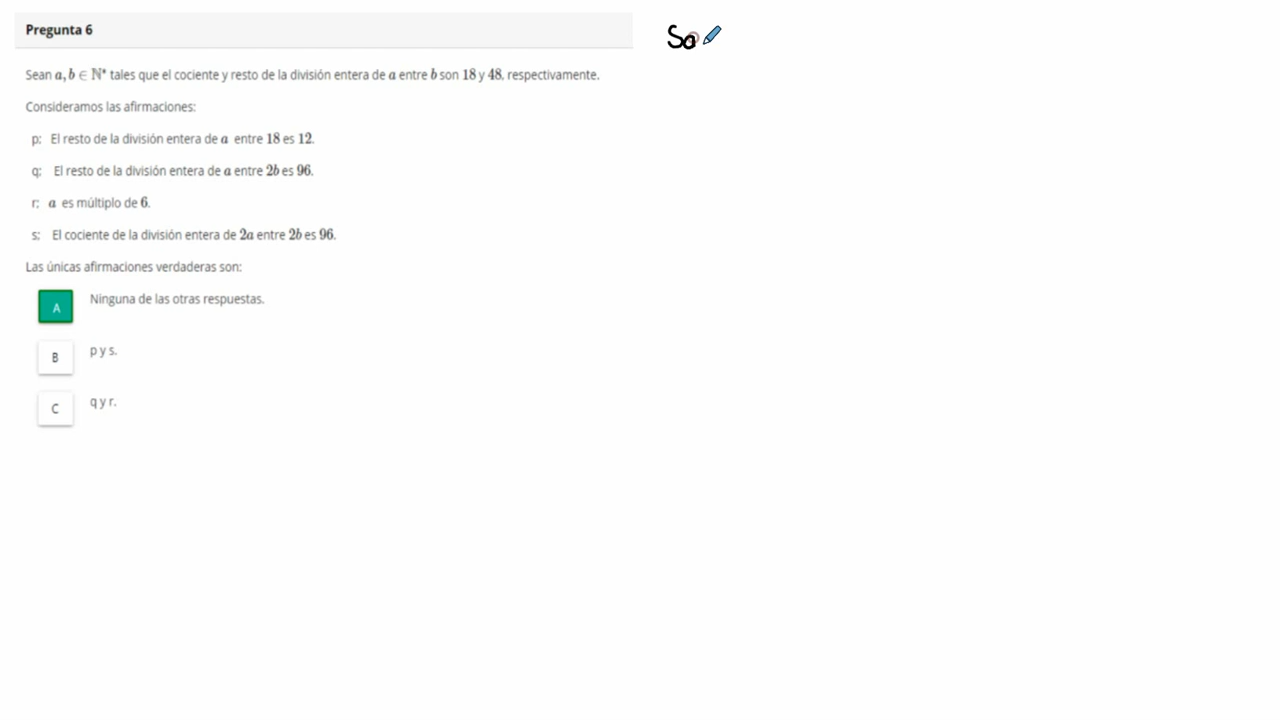 Pregunta 6
Sa
Sean a, b ∈ ℕ* tales que el cociente y resto de la división entera de a entre b son 18 y 48, respectivamente.
Consideramos las afirmaciones:
p: El resto de la división entera de a entre 18 es 12.
q: El resto de la división entera de a entre 2b es 96.
r: a es múltiplo de 6.
s: El cociente de la división entera de 2a entre 2b es 96.
Las únicas afirmaciones verdaderas son:
A Ninguna de las otras respuestas.
B p y s.
C q y r.